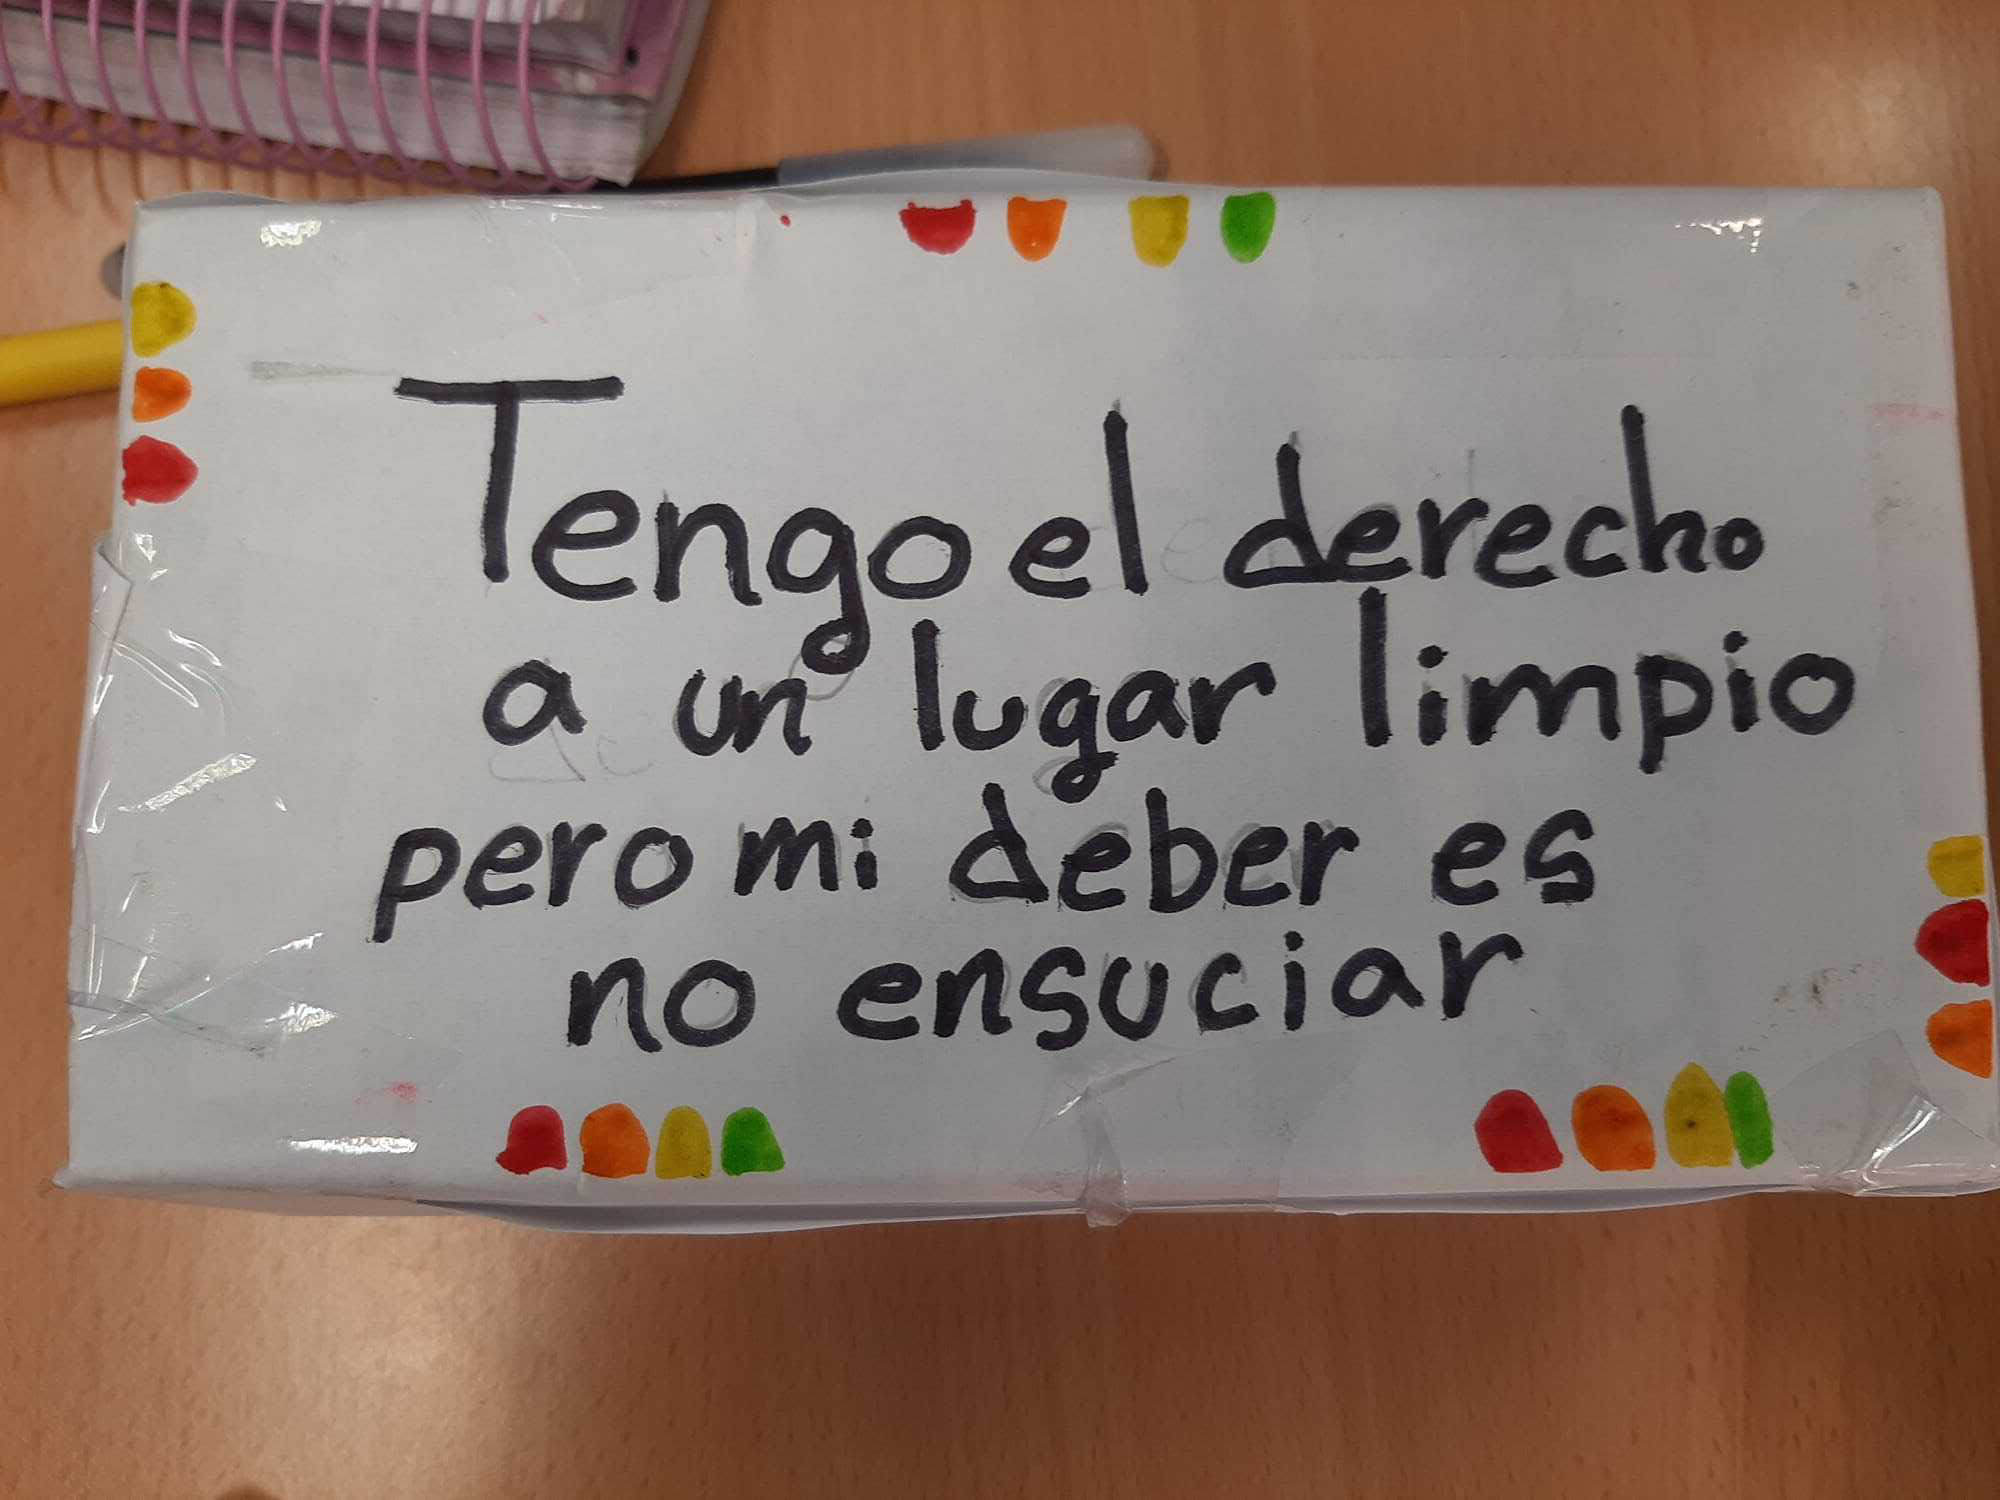 Tengo el derecho
a un lugar limpio
pero mi deber es
no ensuciar